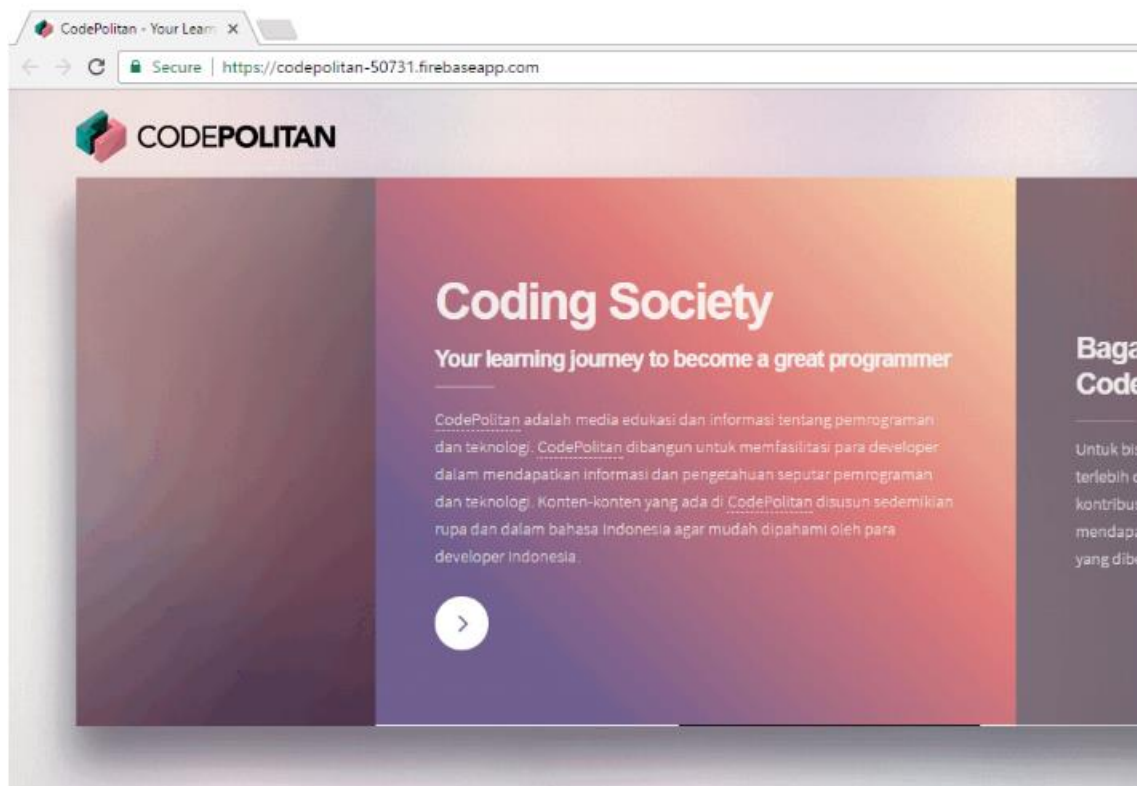 CodePolitan - Your Learn
Secure | https://codepolitan-50731.firebaseapp.com
CODEPOLITAN
Coding Society
Your learning journey to become a great programmer
CodePolitan adalah media edukasi dan informasi tentang pemrograman
dan teknologi. CodePolitan dibangun untuk memfasilitasi para developer
dalam mendapatkan informasi dan pengetahuan seputar pemrograman
dan teknologi. Konten-konten yang ada di CodePolitan disusun sedemikian
rupa dan dalam bahasa Indonesia agar mudah dipahami oleh para
developer Indonesia.
Baga
Code
Untuk bis
terlebih
kontribus
mendapa
yang dibe